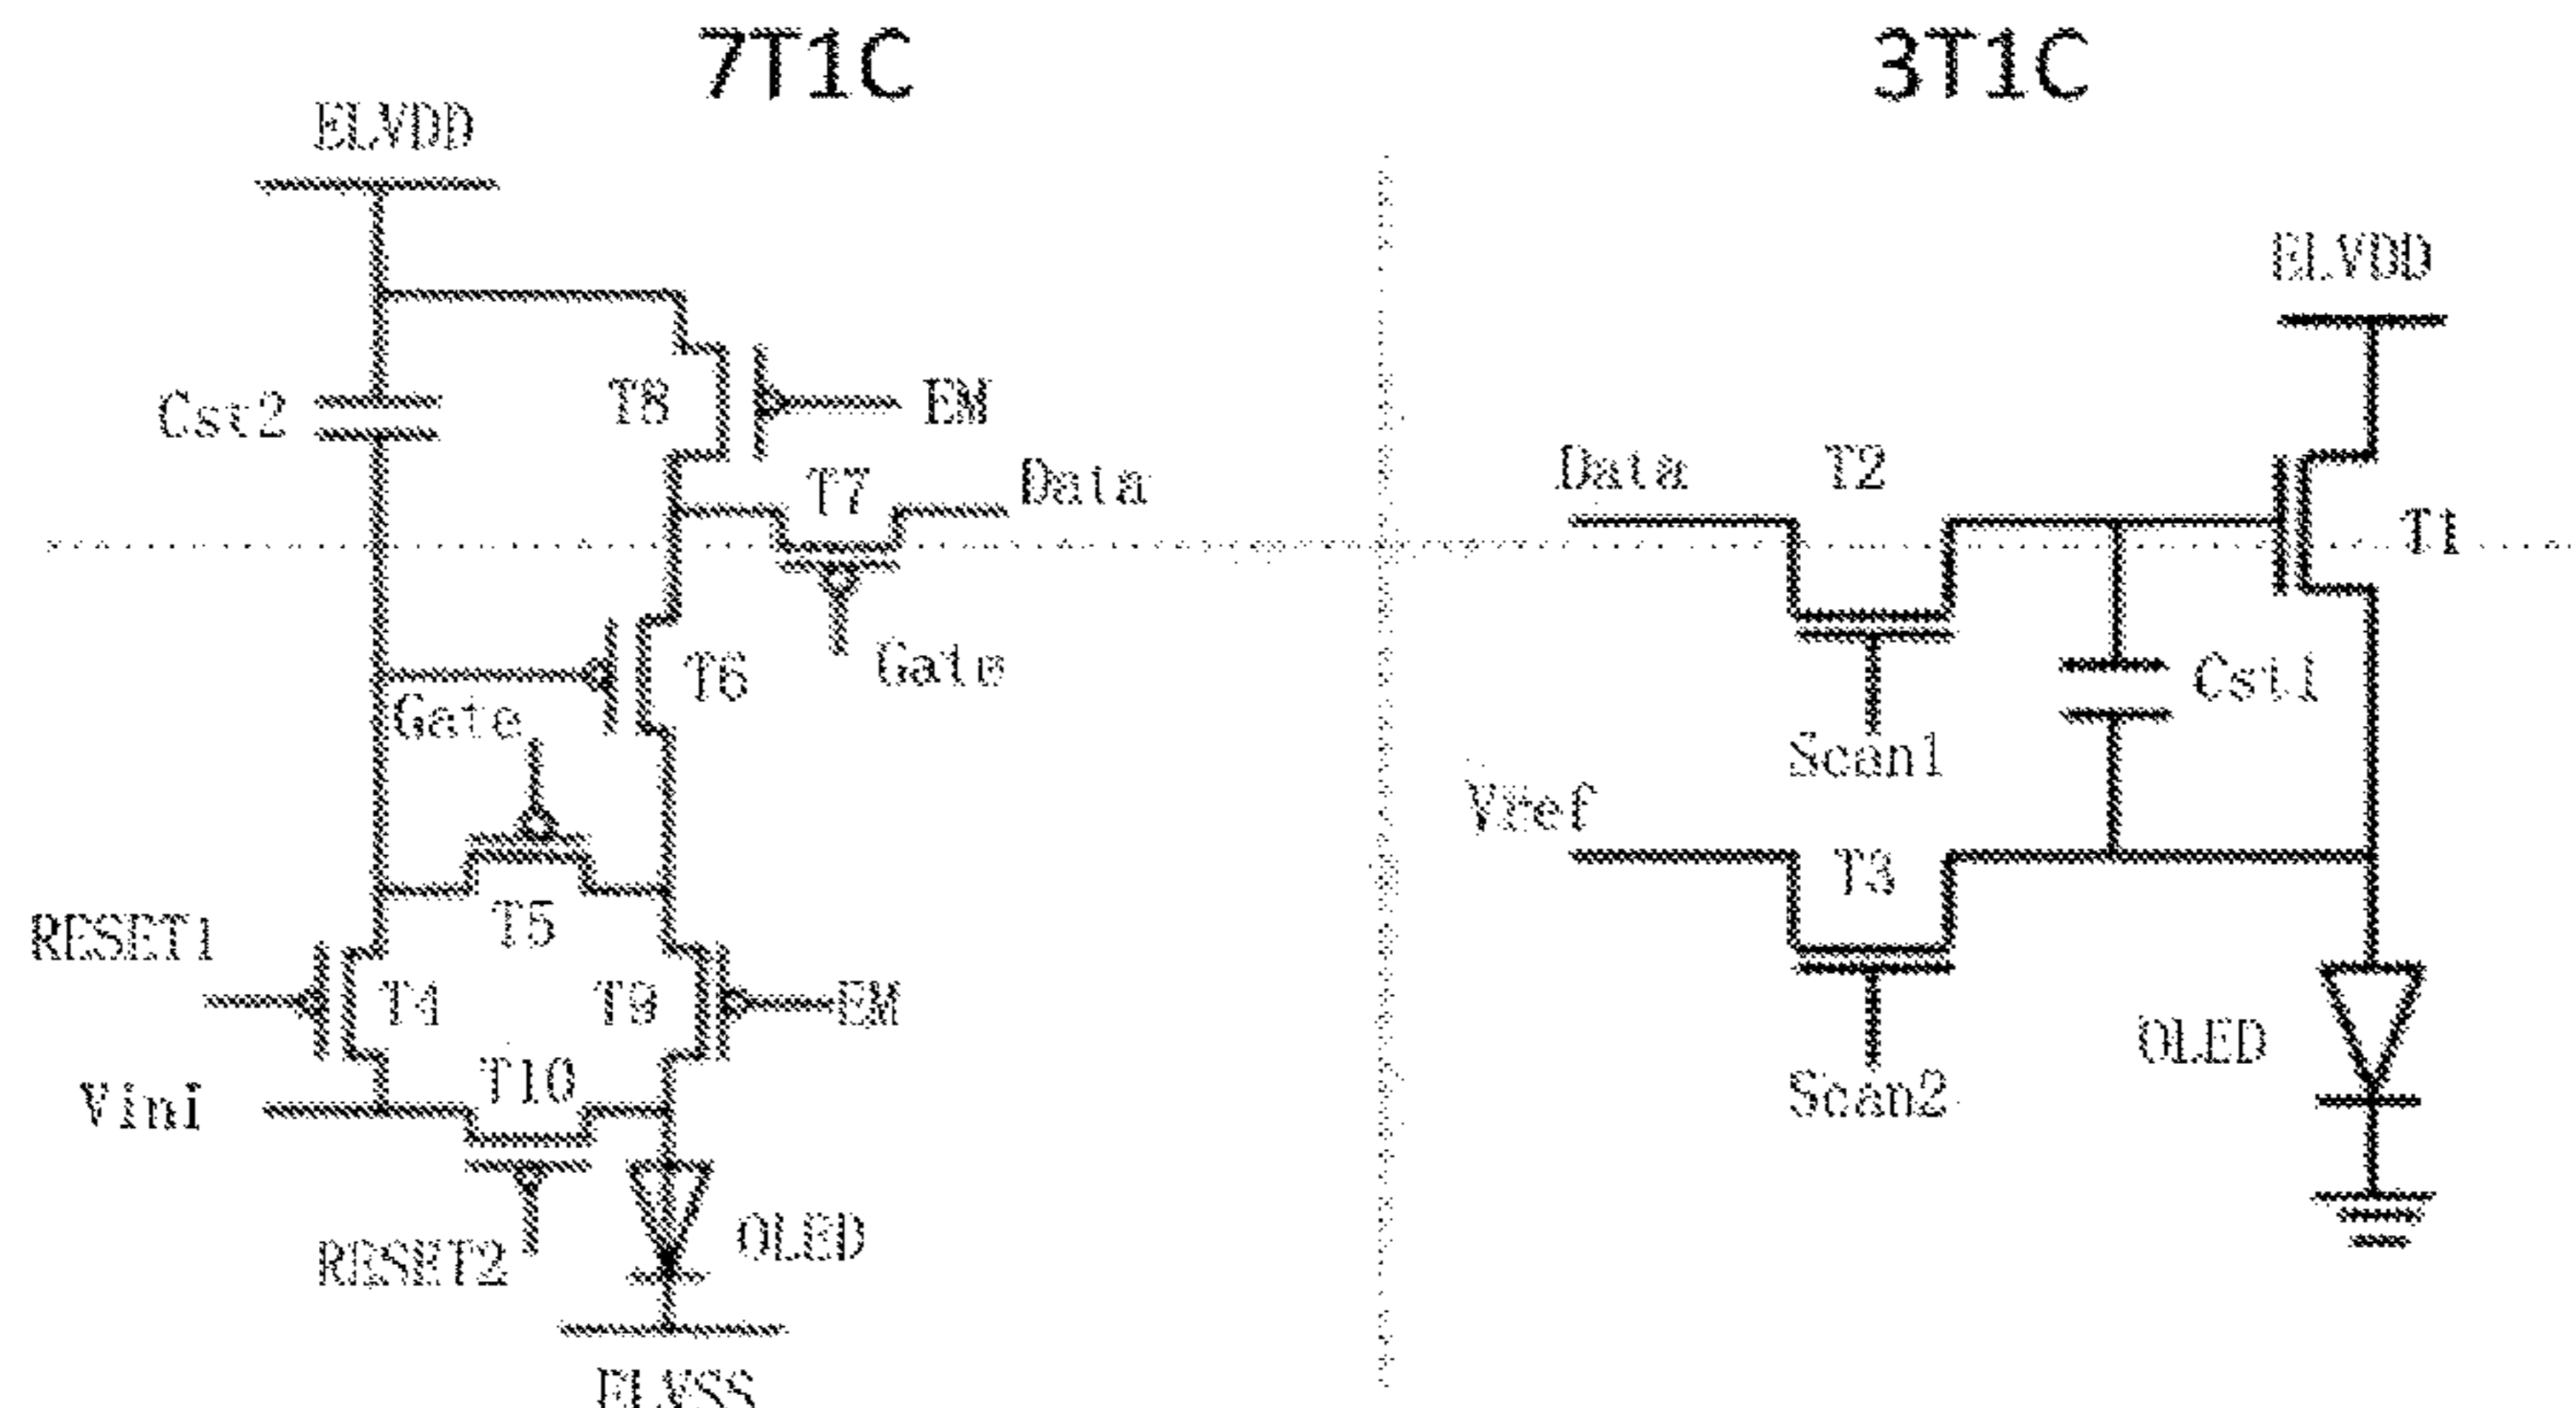 7T1C
ELVDD
Cst2
T8
EM
T7
Data
Gate
T6
Gate
T5
RESET1
T4
T9
EM
VinI
T10
RESET2
OLED
ELVSS
3T1C
ELVDD
Data
T2
T1
Scan1
Cst1
Vref
T3
Scan2
OLED